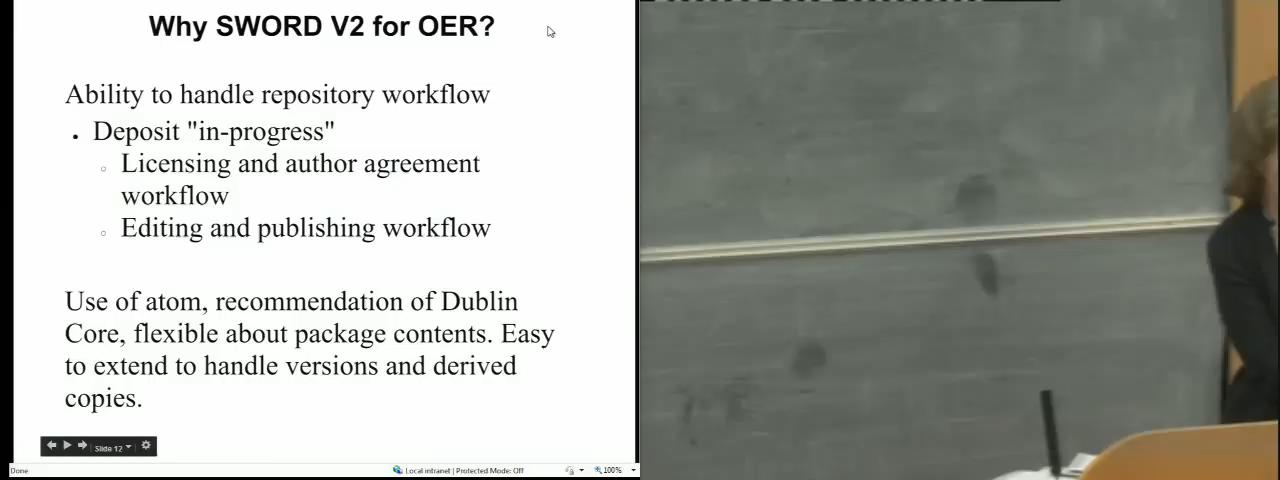 Why SWORD V2 for OER?
Ability to handle repository workflow
• Deposit "in-progress"
○ Licensing and author agreement
workflow
○ Editing and publishing workflow
Use of atom, recommendation of Dublin
Core, flexible about package contents. Easy
to extend to handle versions and derived
copies.
Slide 12
Done
Local intranet | Protected Mode: Off
100%